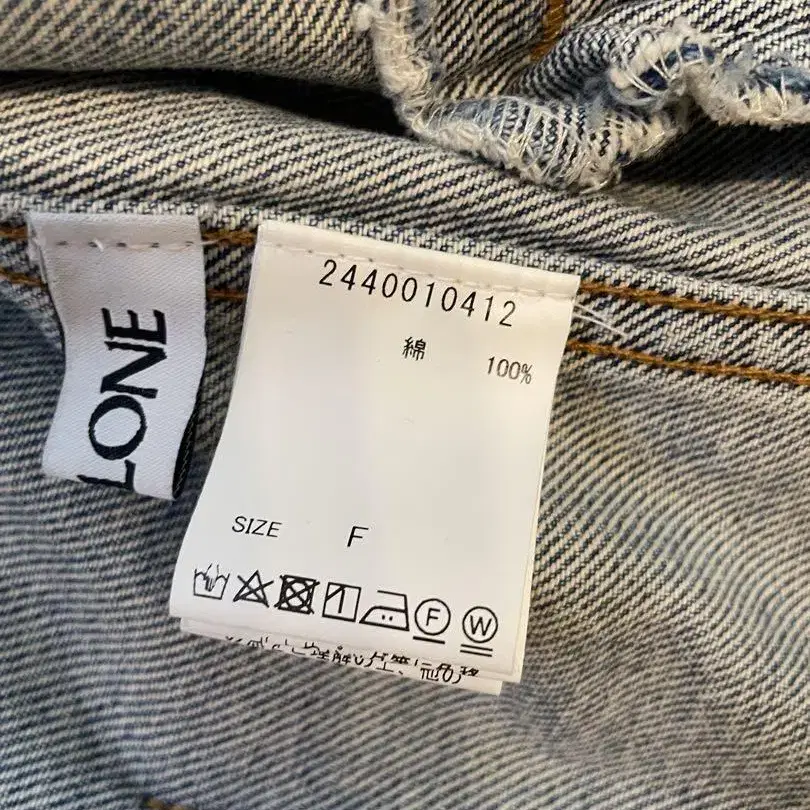 LONE
2440010412
綿 100%
SIZE F
F W